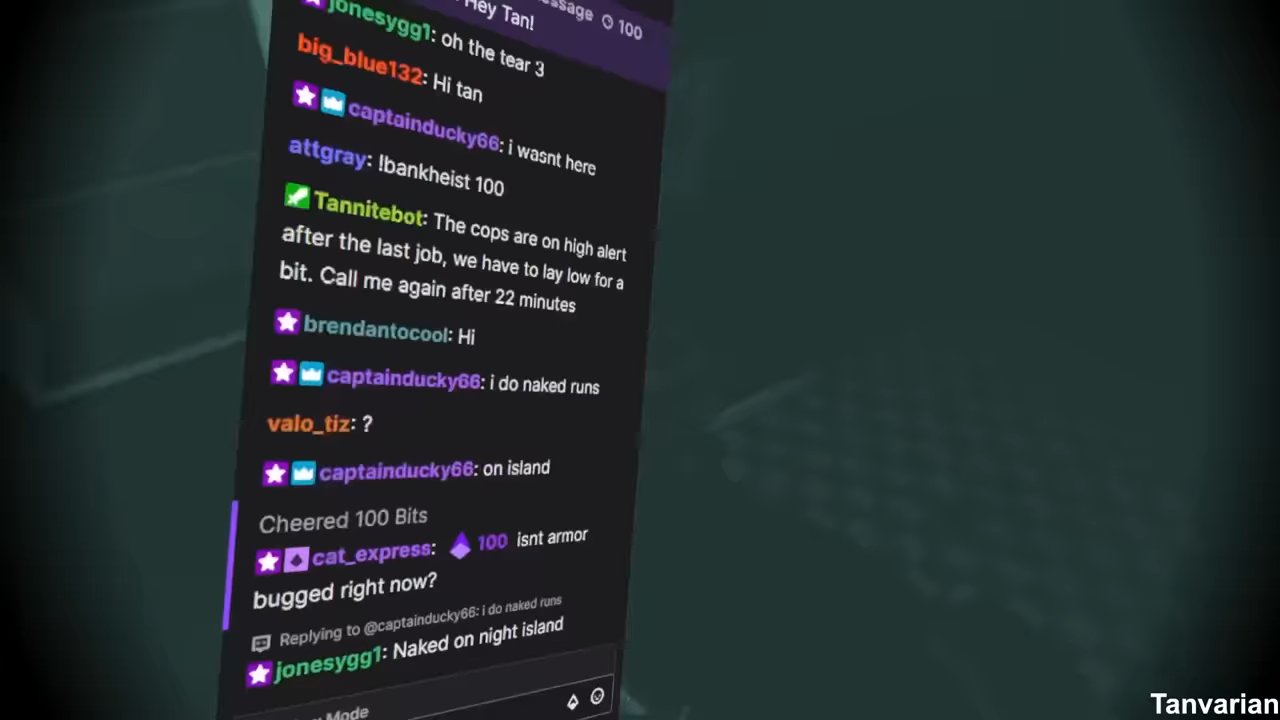 Hey Tan!
100
jonesygg1: oh the tear 3
big_blue132: Hi tan
captainducky66: i wasnt here
attgray: !bankheist 100
Tannitebot: The cops are on high alert
after the last job, we have to lay low for a
bit. Call me again after 22 minutes
brendantocool: Hi
captainducky66: i do naked runs
valo_tiz: ?
captainducky66: on island
Cheered 100 Bits
cat_express: 100 isnt armor
bugged right now?
Replying to @captainducky66: i do naked runs
jonesygg1: Naked on night island
Mode
Tanvarian